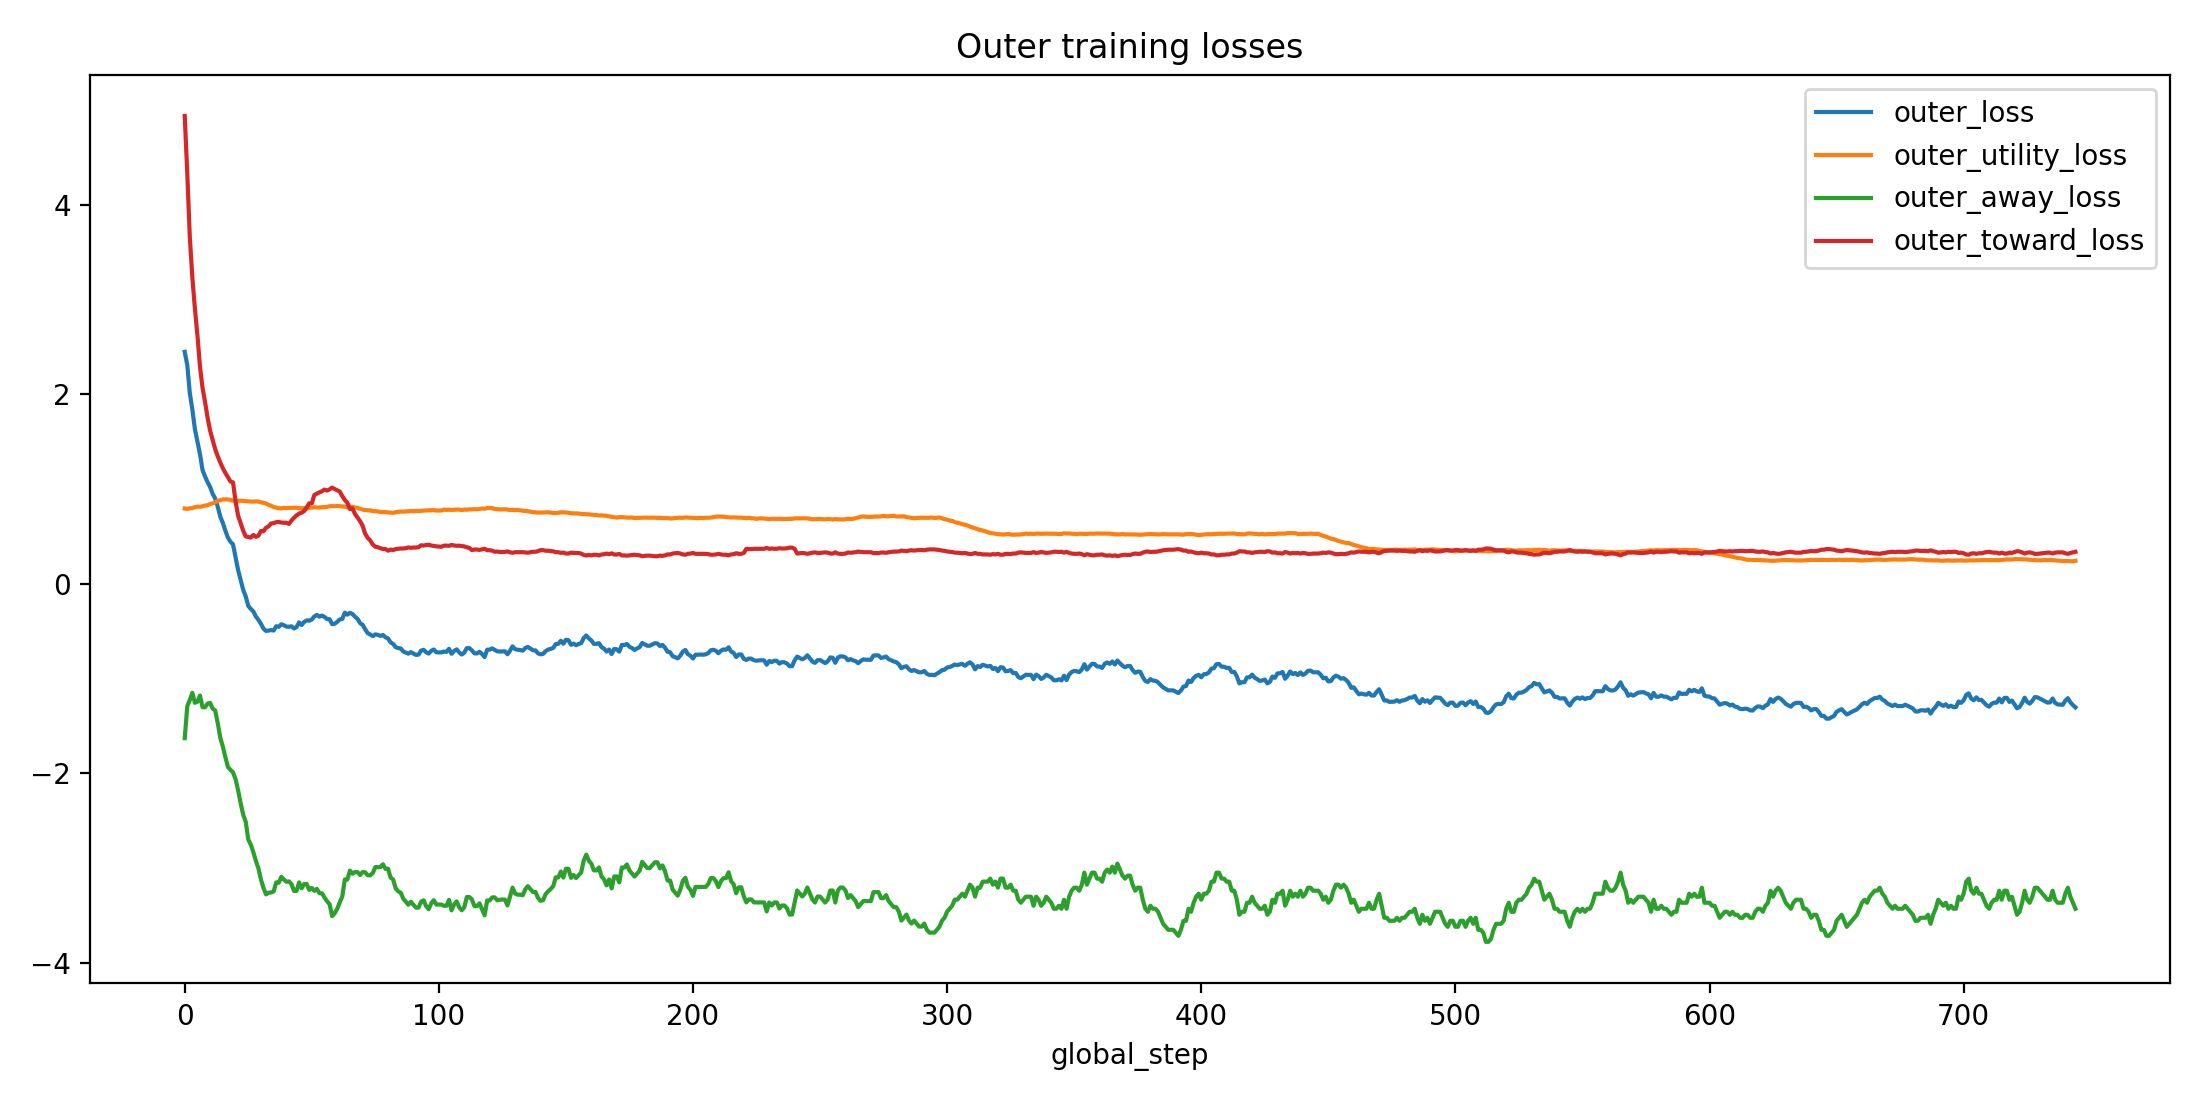 Outer training losses
outer_loss
outer_utility_loss
outer_away_loss
outer_toward_loss
4
2
0
−2
−4
0 100 200 300 400 500 600 700
global_step